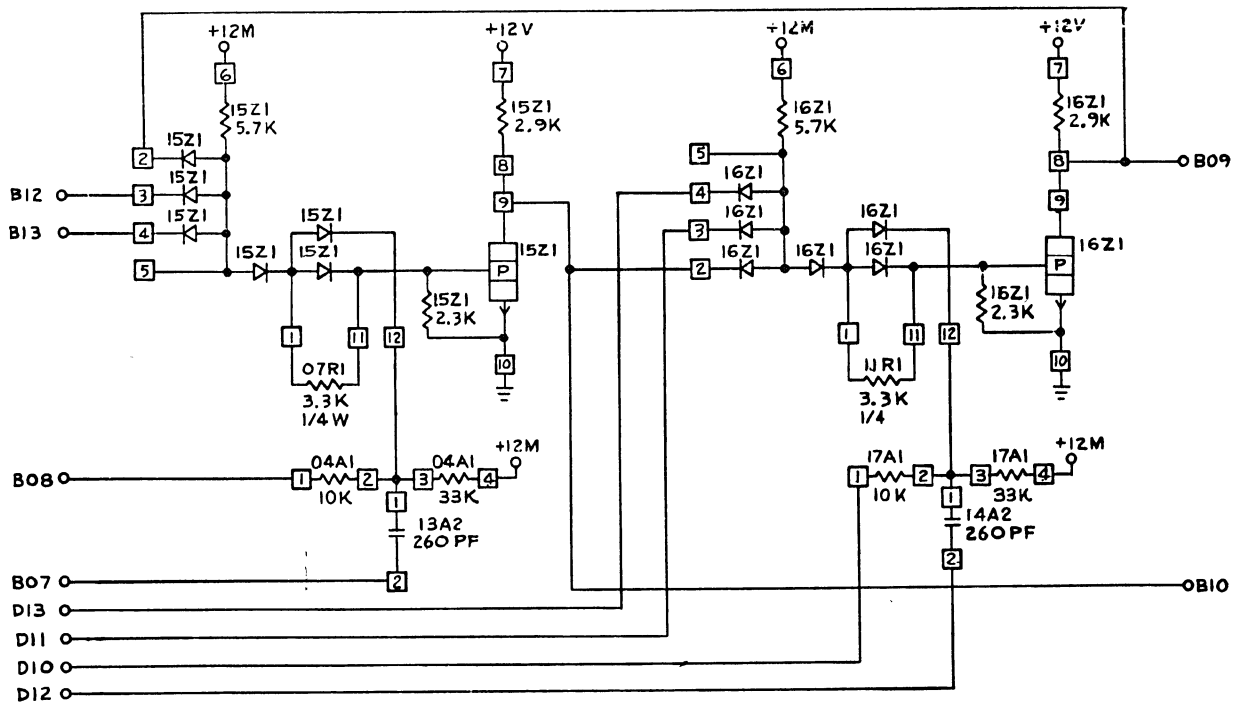 +12M +12V +12M +12V
6 7 6 7
15Z1 5.7K
15Z1 2.9K
16Z1 5.7K
16Z1 2.9K
2 15Z1 8 5 8 B09
B12 3 15Z1 9 4 16Z1 9
B13 4 15Z1 3 16Z1
5 15Z1 15Z1 15Z1 P 15Z1
2 16Z1 16Z1 16Z1 16Z1 P 16Z1
15Z1 2.3K
16Z1 2.3K
1 11 12 10
1 11 12 10
07R1
3.3K
1/4W
11R1
3.3K
1/4
B08 1 04A1 10K 2 3 04A1 33K 4 +12M
1 17A1 10K 2 3 17A1 33K 4 +12M
1
13A2
260PF
2
1
14A2
260PF
2
B07
B10
D13
D11
D10
D12